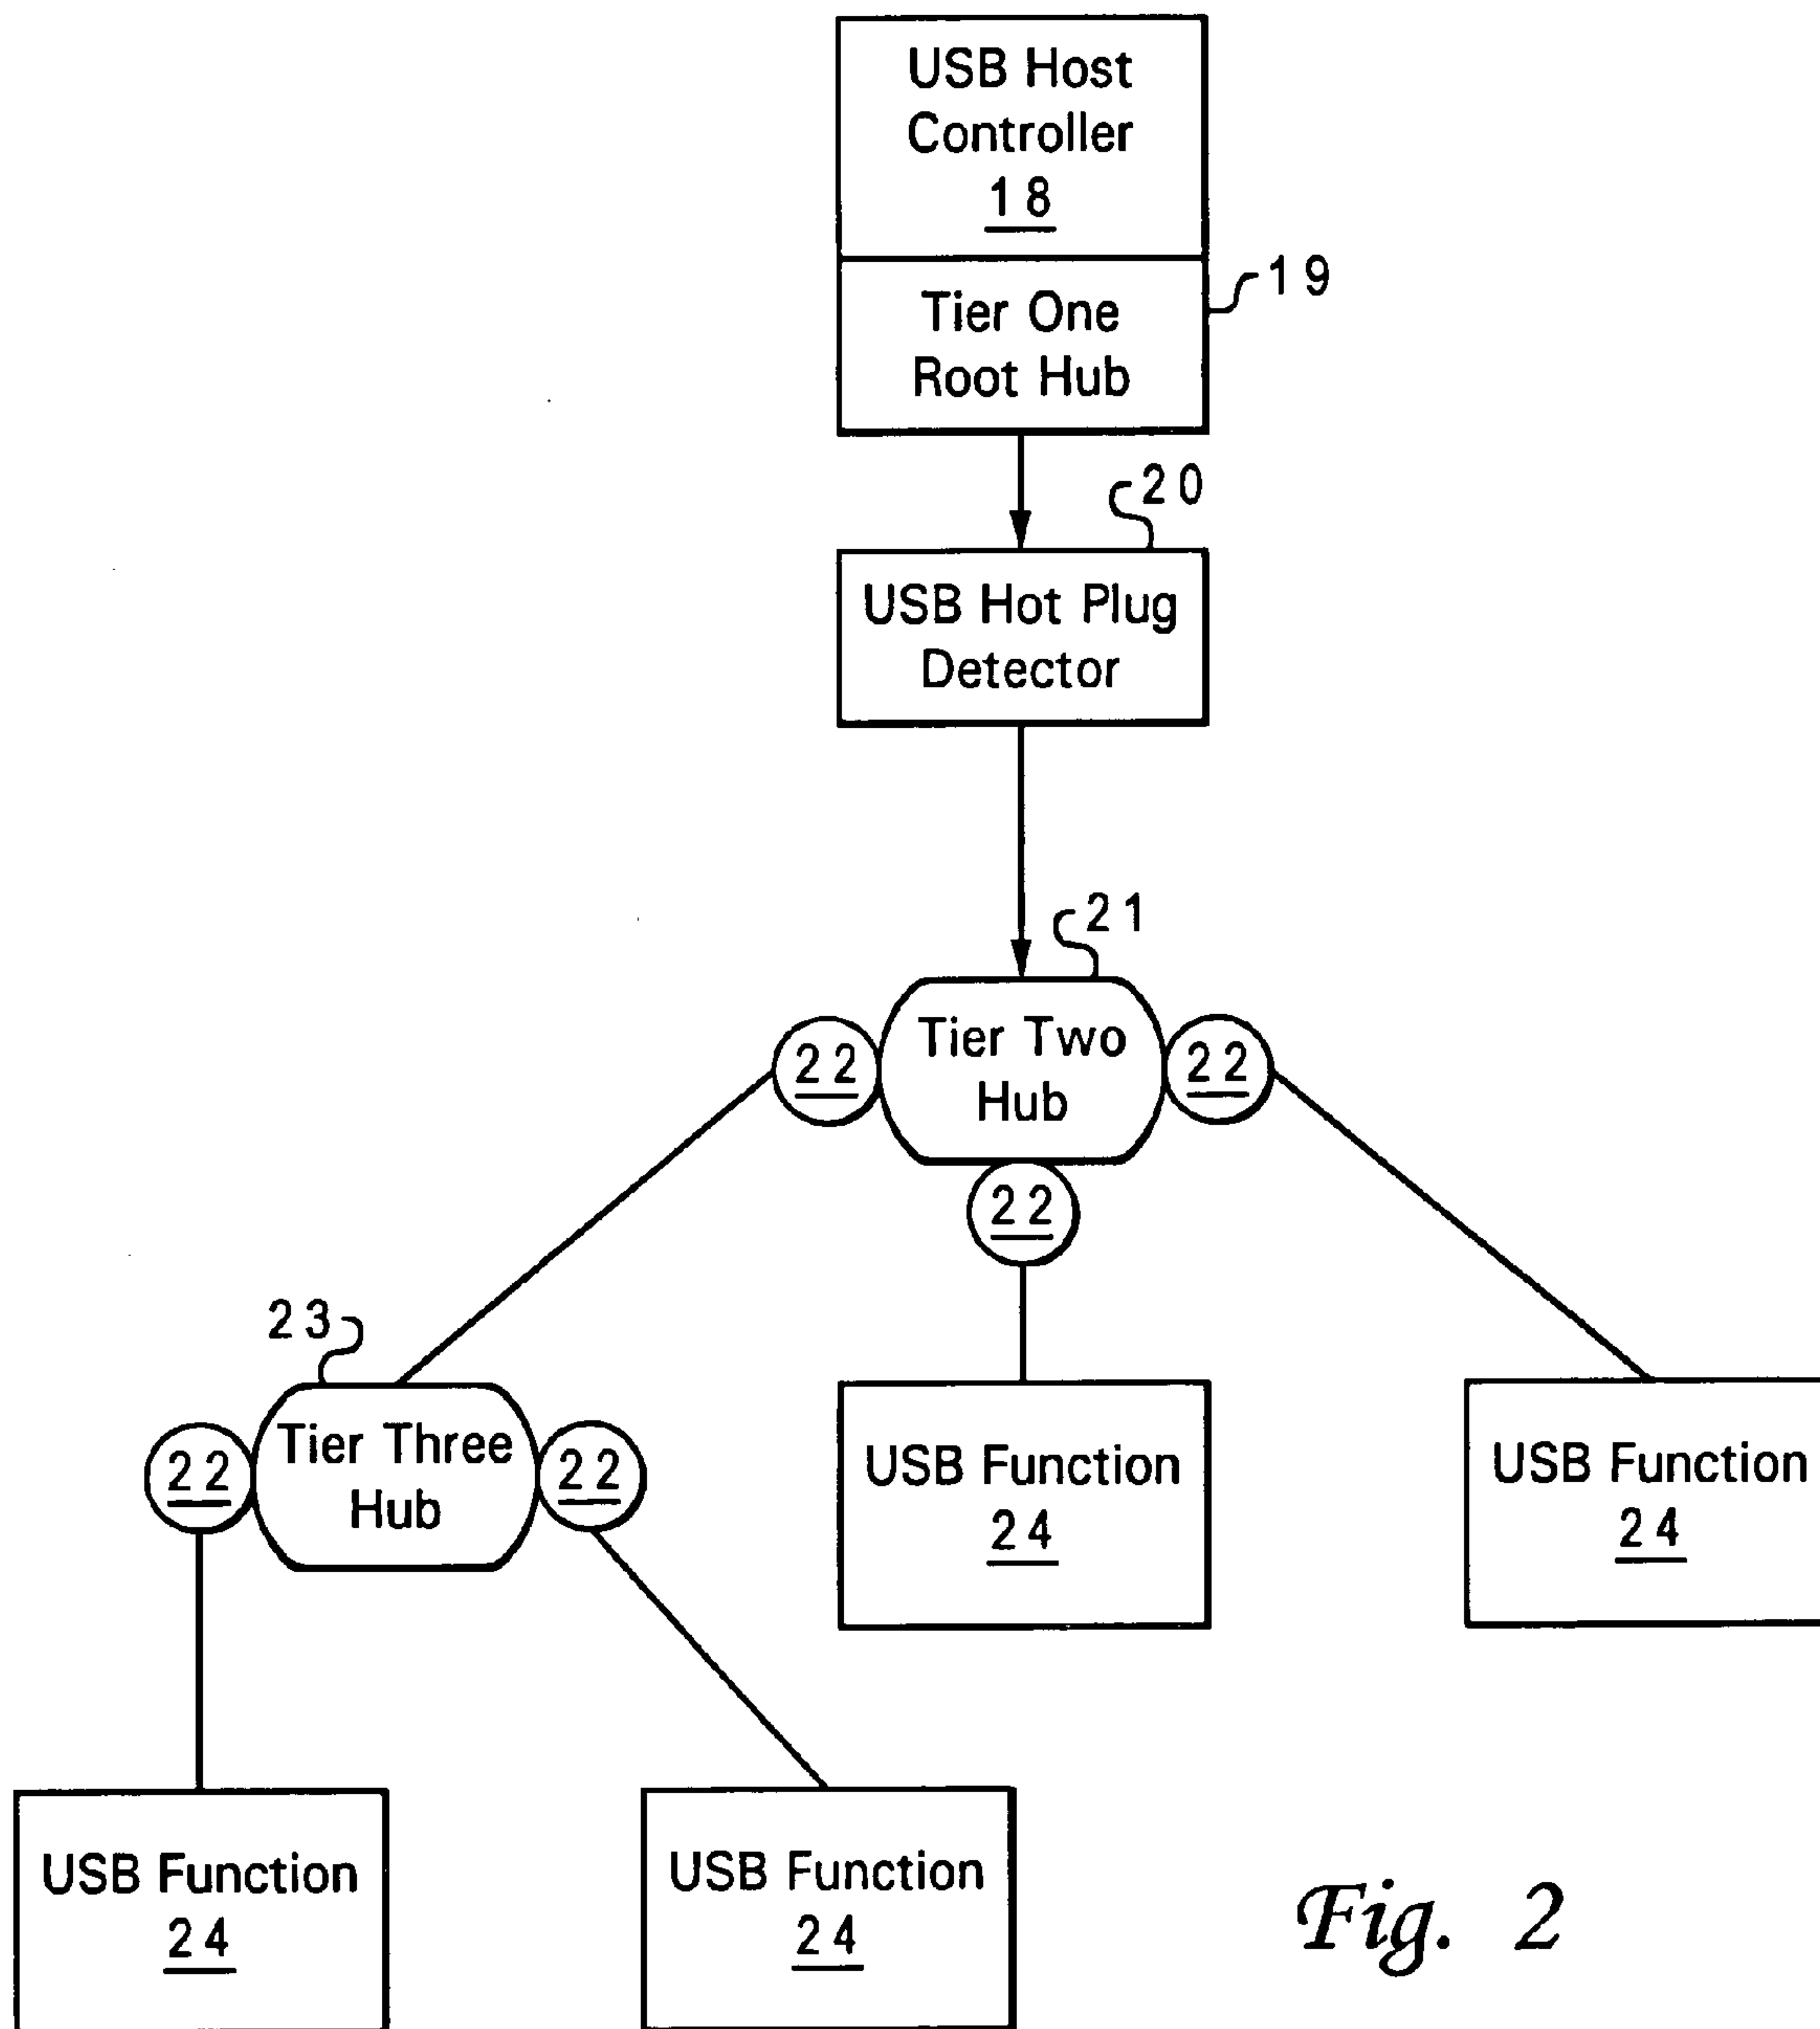 USB Host
Controller
18
Tier One
Root Hub
19
20
USB Hot Plug
Detector
21
Tier Two
Hub
22
22
22
23
Tier Three
Hub
22
22
USB Function
24
USB Function
24
USB Function
24
USB Function
24
Fig. 2